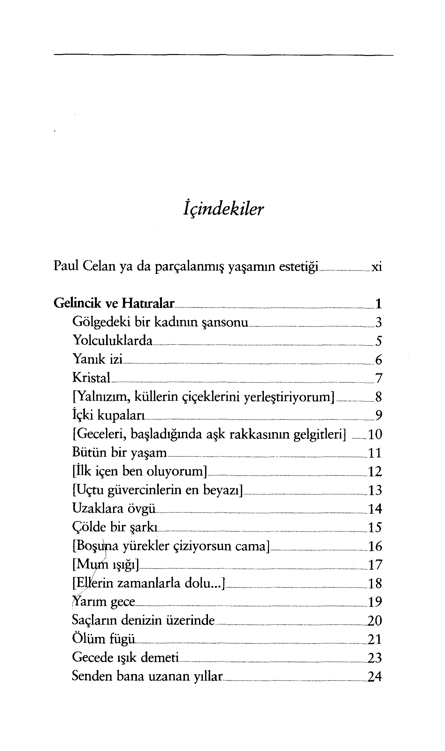 İçindekiler
Paul Celan ya da parçalanmış yaşamın estetiği xi
Gelincik ve Hatıralar 1
Gölgedeki bir kadının şansonu 3
Yolculuklarda 5
Yanık izi 6
Kristal 7
[Yalnızım, küllerin çiçeklerini yerleştiriyorum] 8
İçki kupaları 9
[Geceleri, başladığında aşk rakkasının gelgitleri] 10
Bütün bir yaşam 11
[İlk içen ben oluyorum] 12
[Uçtu güvercinlerin en beyazı] 13
Uzaklara övgü 14
Çölde bir şarkı 15
[Boşuna yürekler çiziyorsun cama] 16
[Mum ışığı] 17
[Ellerin zamanlarla dolu...] 18
Yarım gece 19
Saçların denizin üzerinde 20
Ölüm fügü 21
Gecede ışık demeti 23
Senden bana uzanan yıllar 24